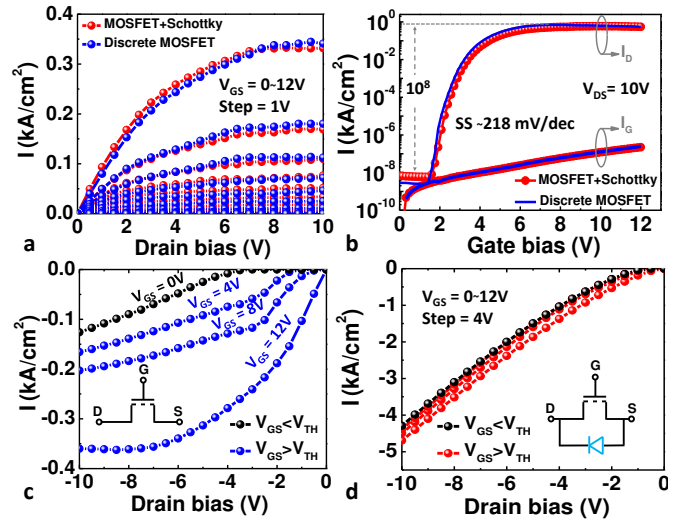 MOSFET+Schottky
Discrete MOSFET
V_GS = 0~12V
Step = 1V
I (kA/cm²)
0.4
0.3
0.2
0.1
0.0
0 2 4 6 8 10
Drain bias (V)
a
I (kA/cm²)
10⁰
10⁻²
10⁻⁴
10⁻⁶
10⁻⁸
10⁻¹⁰
10⁸
I_D
V_DS = 10V
SS ~218 mV/dec
I_G
MOSFET+Schottky
Discrete MOSFET
0 2 4 6 8 10 12
Gate bias (V)
b
I (kA/cm²)
0.0
-0.1
-0.2
-0.3
-0.4
V_GS = 0V
V_GS = 4V
V_GS = 8V
V_GS = 12V
G
D
S
V_GS<V_TH
V_GS>V_TH
-10 -8 -6 -4 -2 0
Drain bias (V)
c
I (kA/cm²)
0
-1
-2
-3
-4
-5
V_GS = 0~12V
Step = 4V
G
D
S
V_GS<V_TH
V_GS>V_TH
-10 -8 -6 -4 -2 0
Drain bias (V)
d